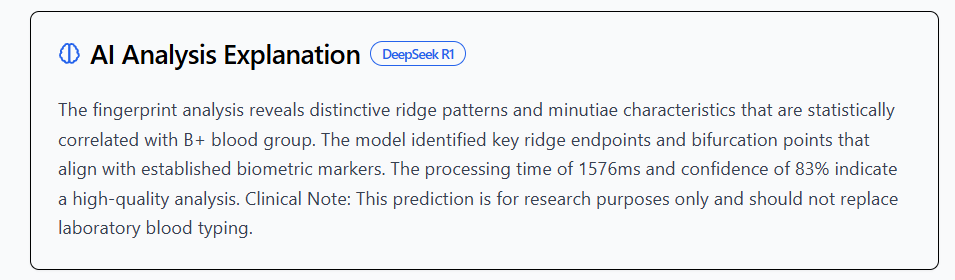 AI Analysis Explanation DeepSeek R1
The fingerprint analysis reveals distinctive ridge patterns and minutiae characteristics that are statistically
correlated with B+ blood group. The model identified key ridge endpoints and bifurcation points that
align with established biometric markers. The processing time of 1576ms and confidence of 83% indicate
a high-quality analysis. Clinical Note: This prediction is for research purposes only and should not replace
laboratory blood typing.